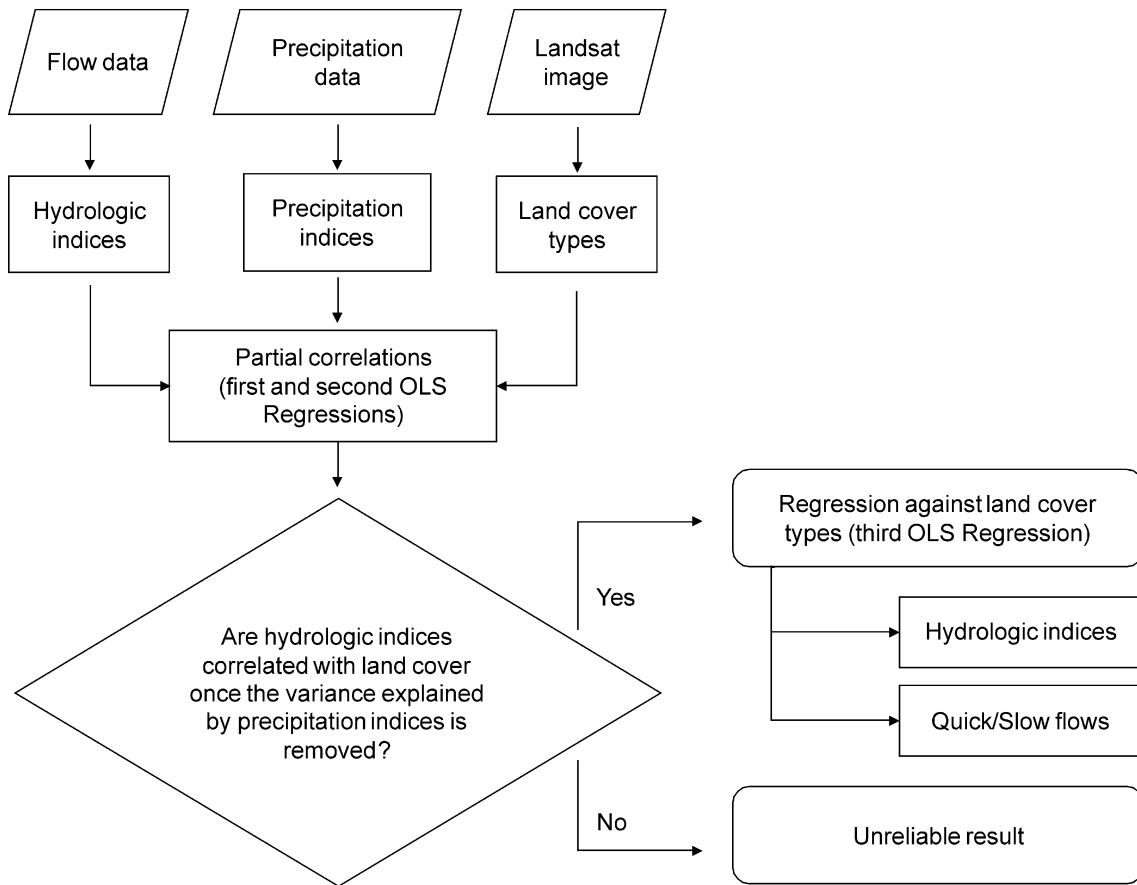 Flow data
Precipitation
data
Landsat
image
Hydrologic
indices
Precipitation
indices
Land cover
types
Partial correlations
(first and second OLS
Regressions)
Are hydrologic indices
correlated with land cover
once the variance explained
by precipitation indices is
removed?
Yes
Regression against land cover
types (third OLS Regression)
Hydrologic indices
Quick/Slow flows
No
Unreliable result